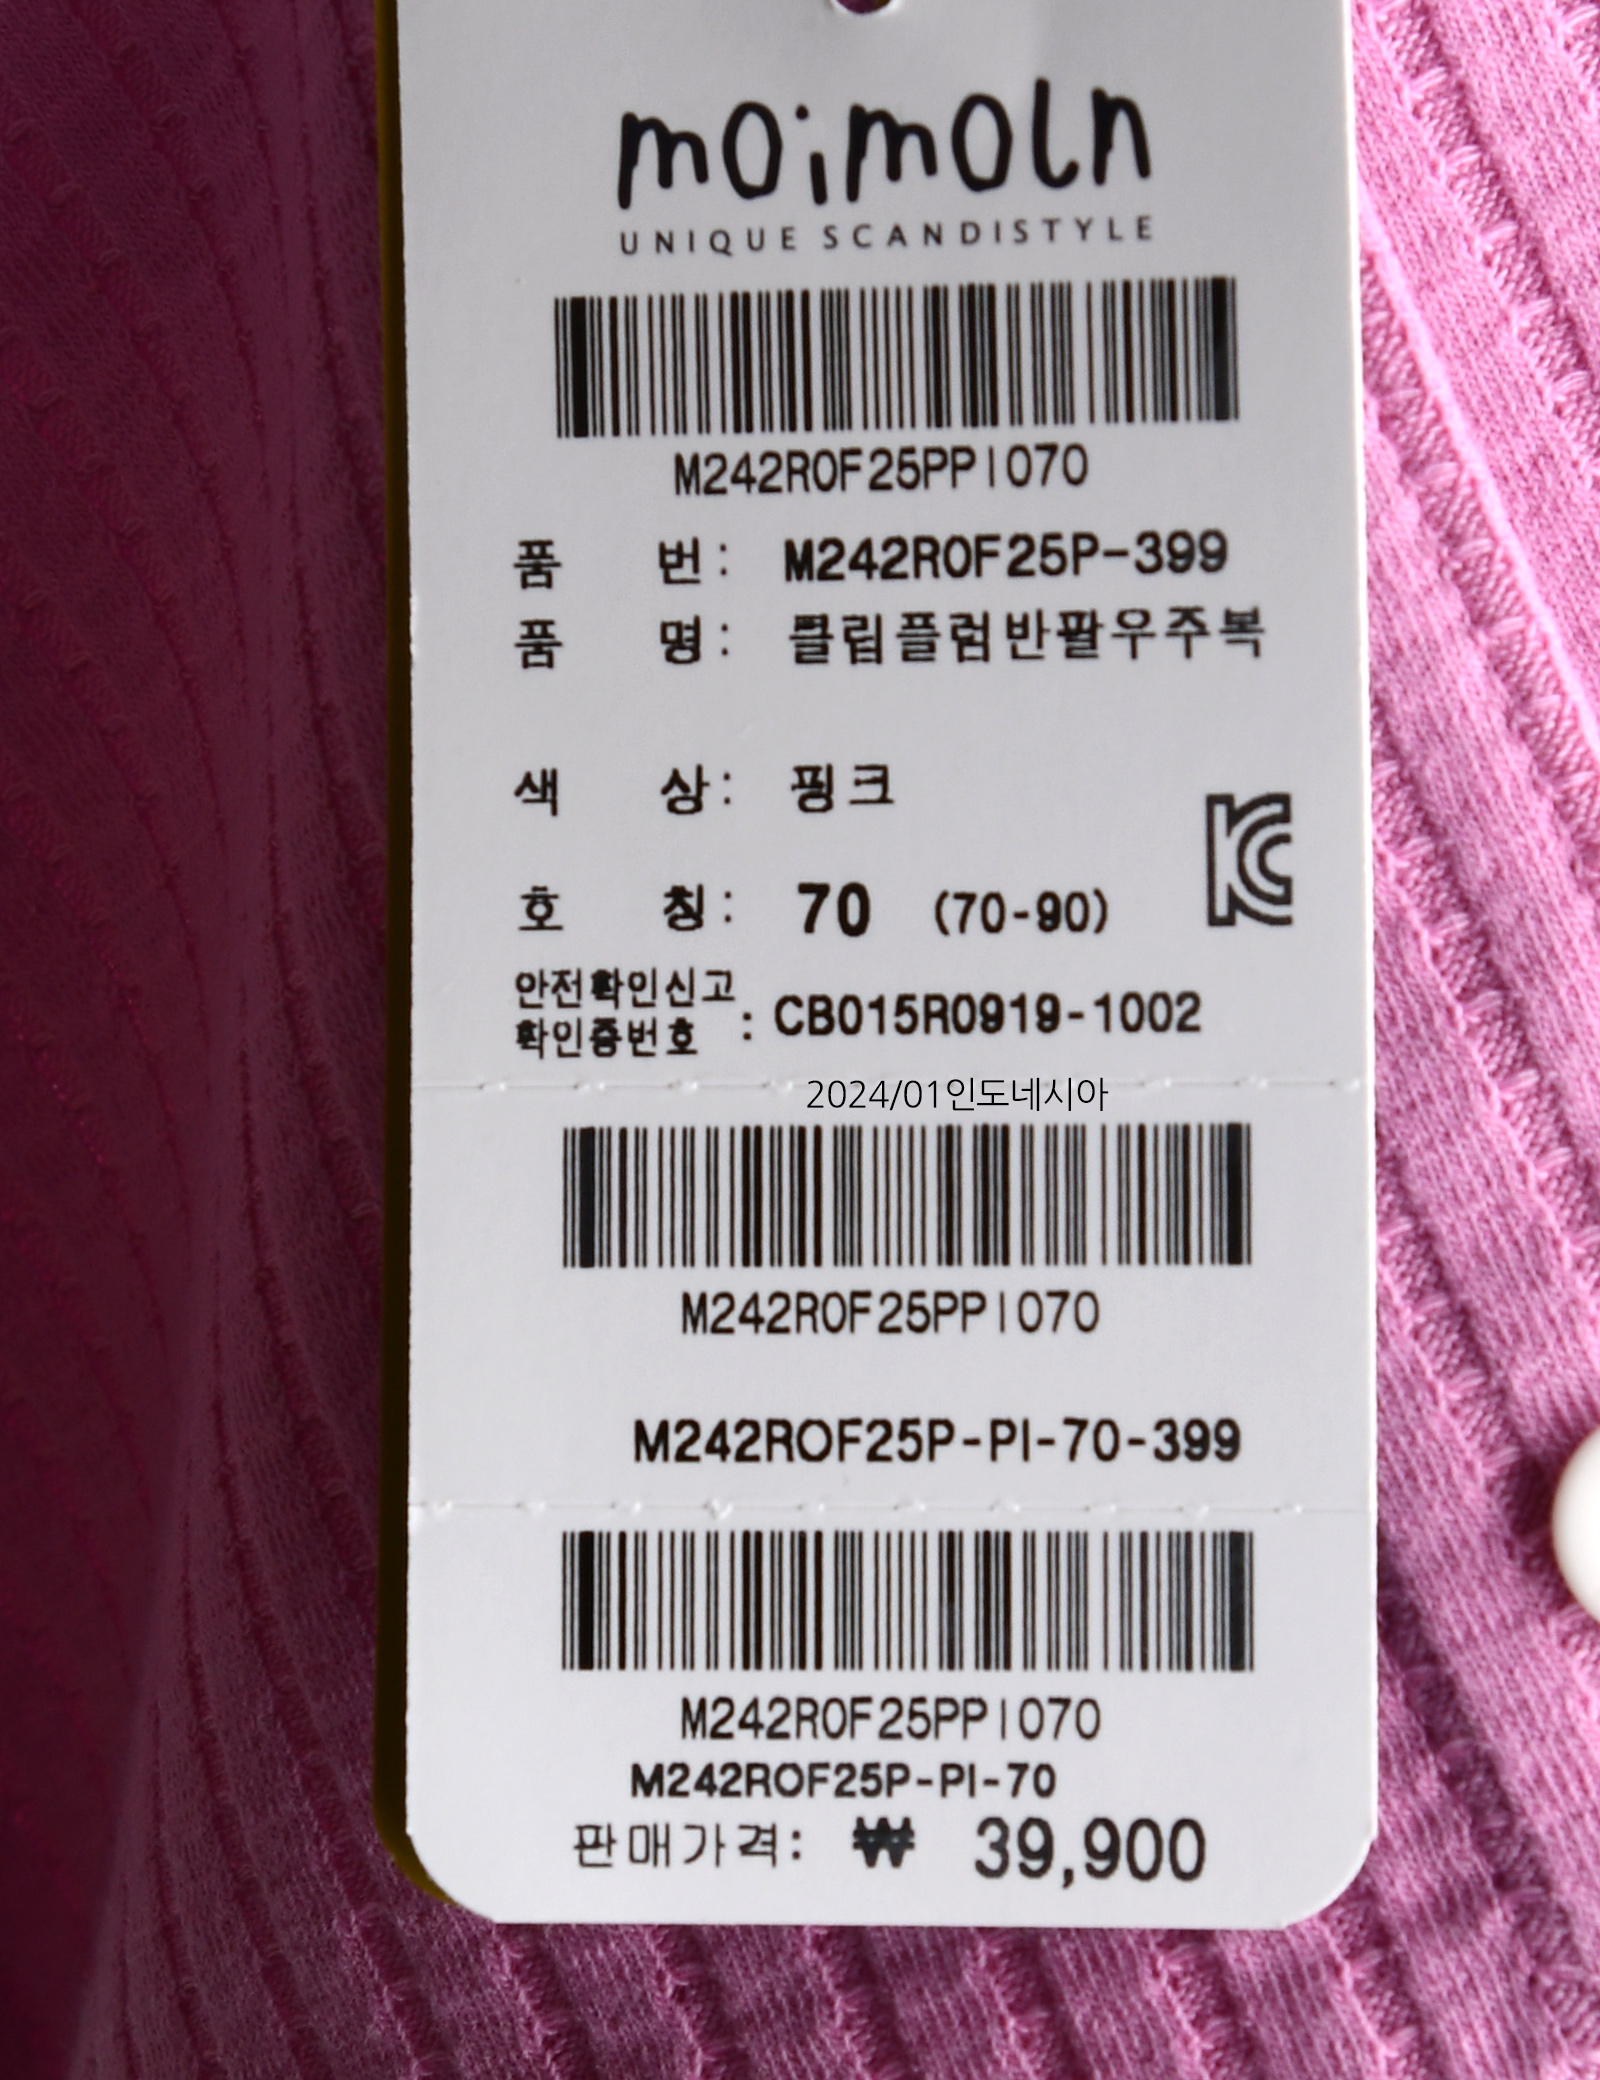 moimoln
UNIQUE SCANDISTYLE
M242ROF25PPI070
품 번: M242ROF25P-399
품 명: 클립플럼반팔우주복
색 상: 핑크
호 칭: 70 (70-90)
안전확인신고
확인증번호 : CB015R0919-1002
2024/01인도네시아
M242ROF25PPI070
M242ROF25P-PI-70-399
M242ROF25PPI070
M242ROF25P-PI-70
판매가격: ₩ 39,900